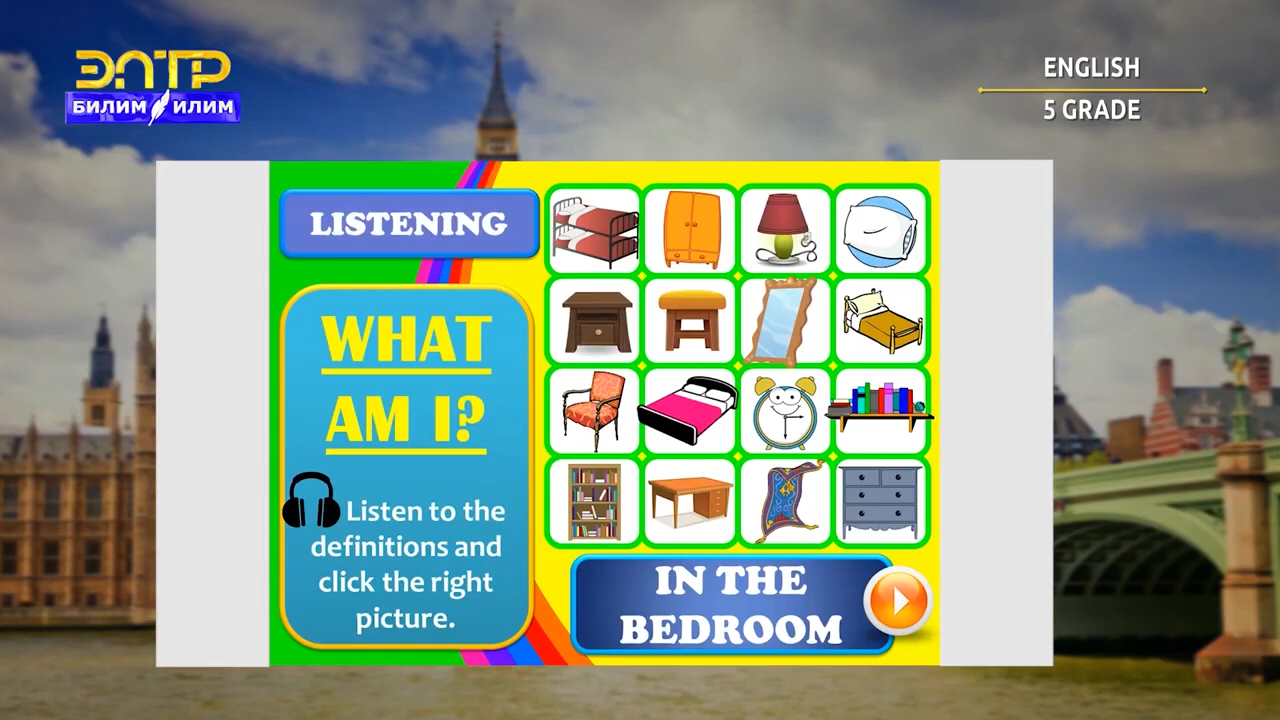 ЭЛТР
БИЛИМ ИЛИМ
ENGLISH
5 GRADE
LISTENING
WHAT
AM I?
Listen to the
definitions and
click the right
picture.
IN THE
BEDROOM